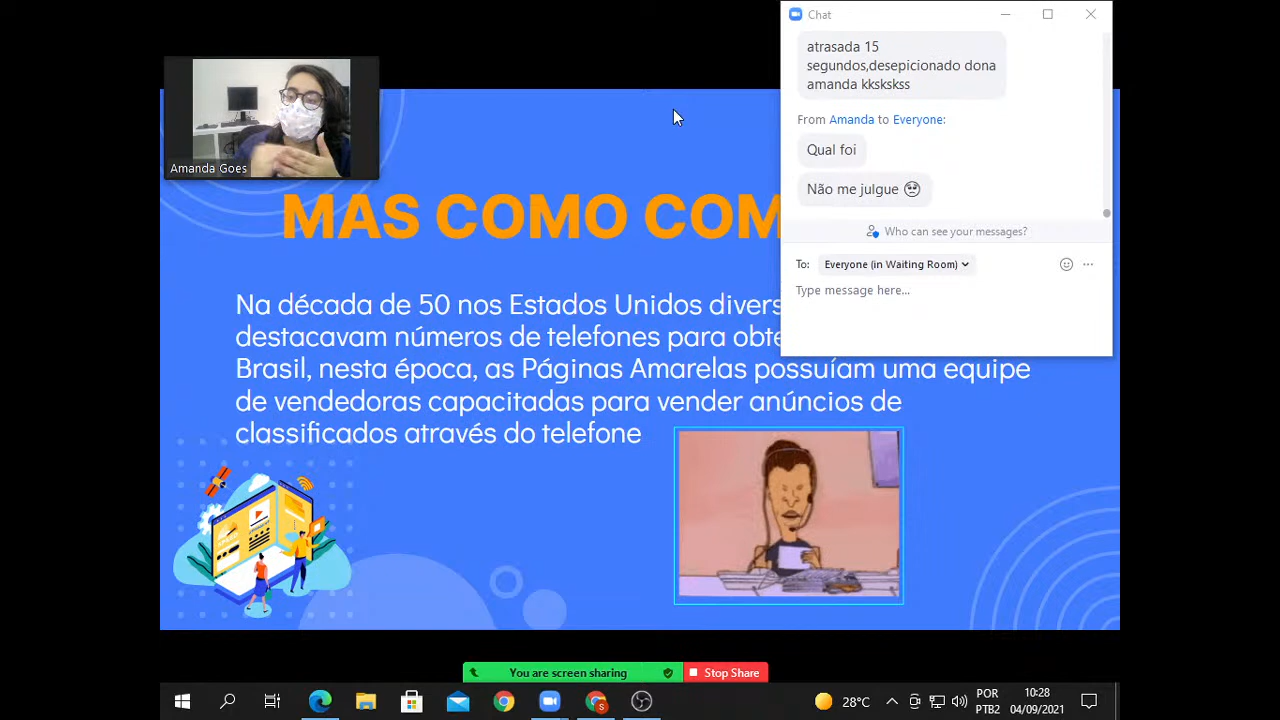 Chat
atrasada 15
segundos,desepicionado dona
amanda kkskskss
From Amanda to Everyone:
Qual foi
Não me julgue 🥺
Who can see your messages?
To: Everyone (in Waiting Room)
Type message here...
Amanda Goes
MAS COMO COM
Na década de 50 nos Estados Unidos divers
destacavam números de telefones para obte
Brasil, nesta época, as Páginas Amarelas possuíam uma equipe
de vendedoras capacitadas para vender anúncios de
classificados através do telefone
You are screen sharing
Stop Share
28°C
POR
PTB2
10:28
04/09/2021